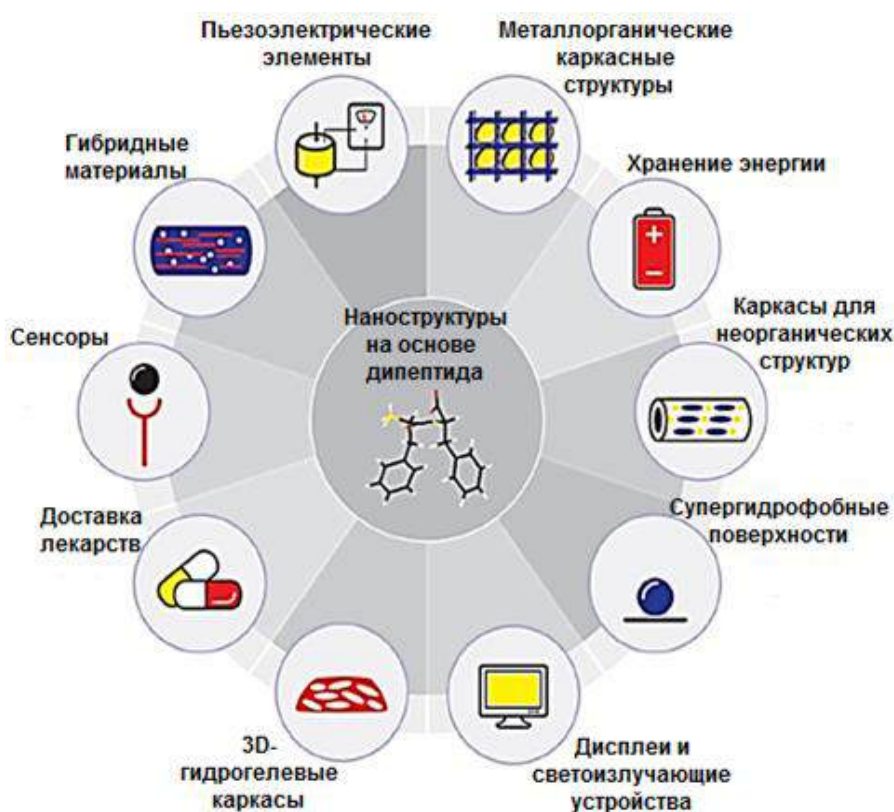 Пьезоэлектрические
элементы
Металлорганические
каркасные
структуры
Гибридные
материалы
Хранение энергии
Наноструктуры
на основе
дипептида
Каркасы для
неорганических
структур
Сенсоры
Доставка
лекарств
Супергидрофобные
поверхности
3D-
гидрогелевые
каркасы
Дисплеи и
светоизлучающие
устройства